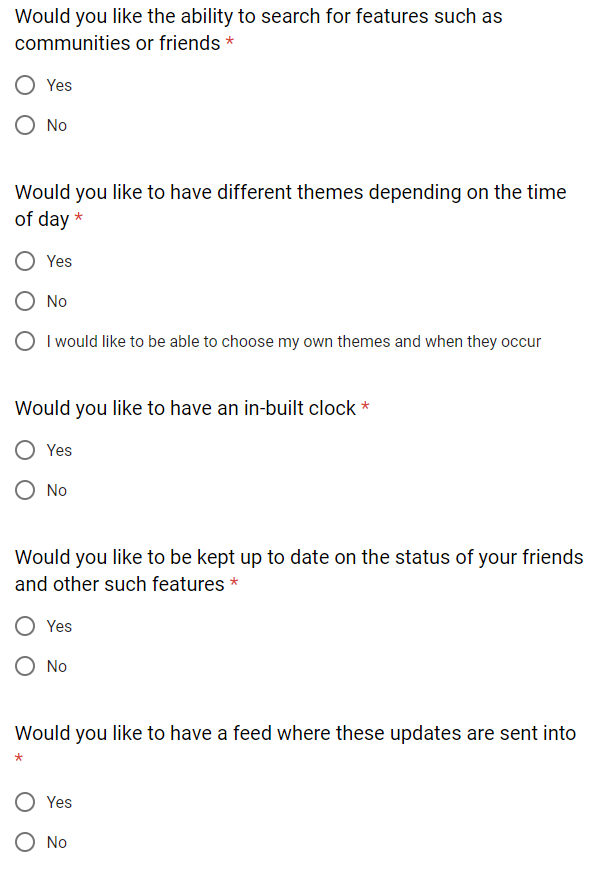 Would you like the ability to search for features such as
communities or friends *
Yes
No
Would you like to have different themes depending on the time
of day *
Yes
No
I would like to be able to choose my own themes and when they occur
Would you like to have an in-built clock *
Yes
No
Would you like to be kept up to date on the status of your friends
and other such features *
Yes
No
Would you like to have a feed where these updates are sent into
*
Yes
No